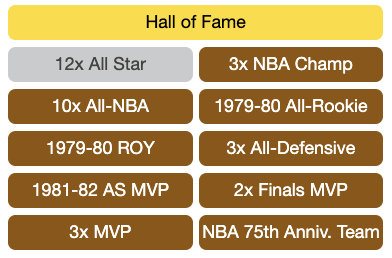 Hall of Fame
12x All Star
3x NBA Champ
10x All-NBA
1979-80 All-Rookie
1979-80 ROY
3x All-Defensive
1981-82 AS MVP
2x Finals MVP
3x MVP
NBA 75th Anniv. Team